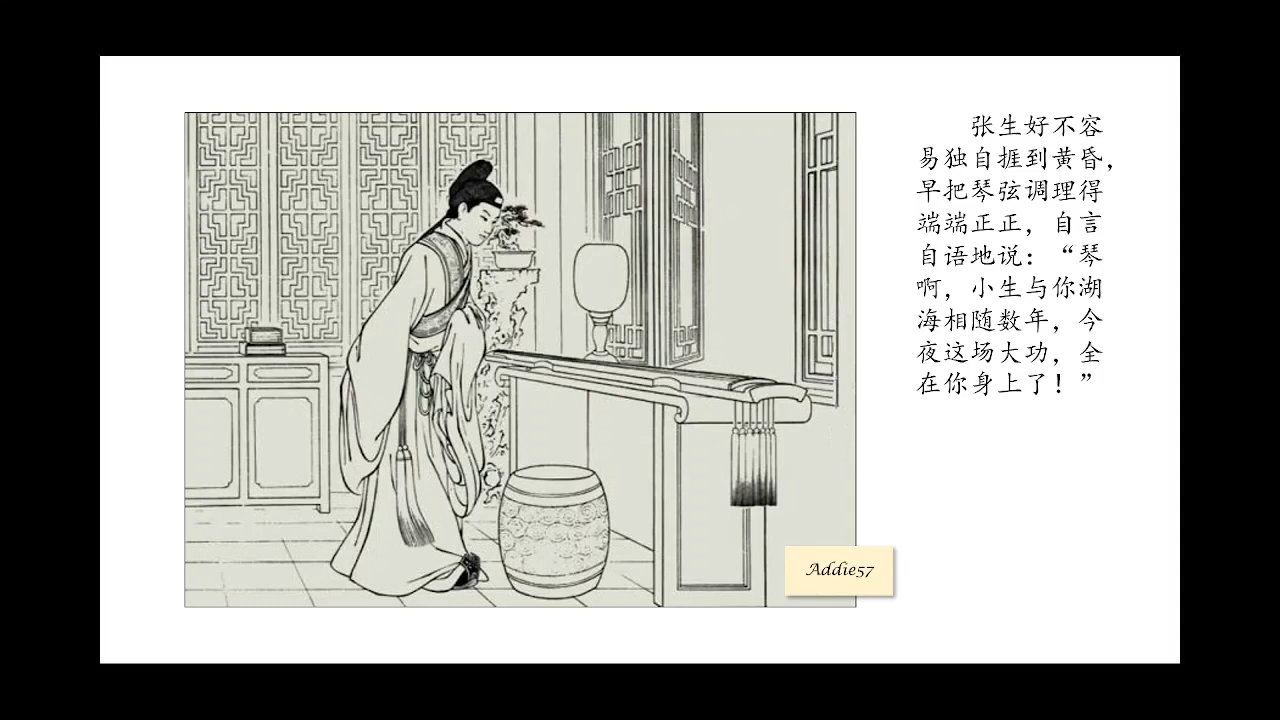 张生好不容
易独自捱到黄昏，
早把琴弦调理得
端端正正，自言
自语地说：“琴
啊，小生与你湖
海相随数年，今
夜这场大功，全
在你身上了！”
Addie57